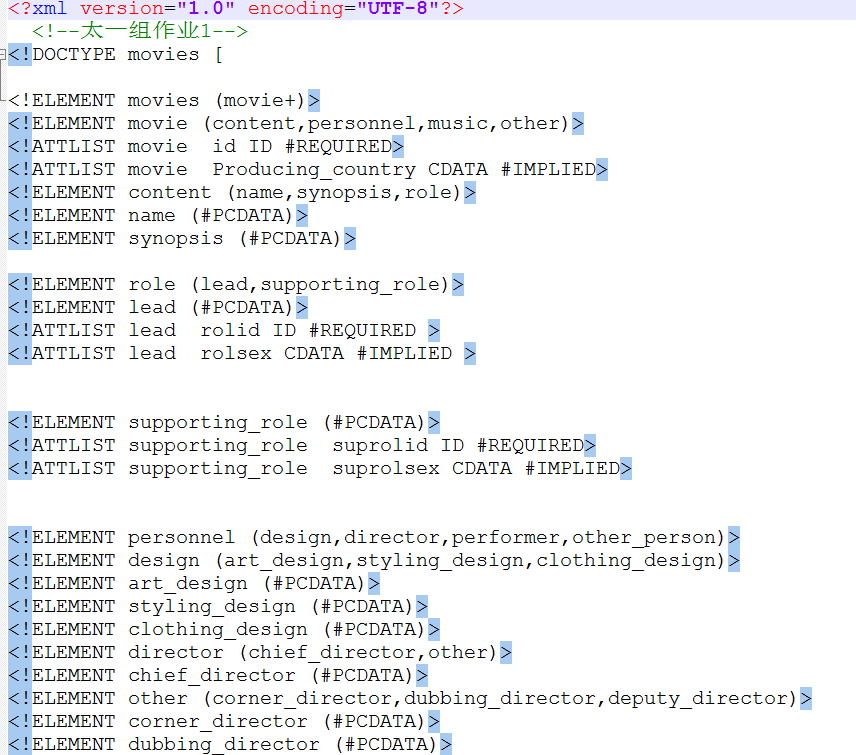 <?xml version="1.0" encoding="UTF-8"?>
<!--太一组作业1-->
<!DOCTYPE movies [
<!ELEMENT movies (movie+)>
<!ELEMENT movie (content,personnel,music,other)>
<!ATTLIST movie  id ID #REQUIRED>
<!ATTLIST movie  Producing_country CDATA #IMPLIED>
<!ELEMENT content (name,synopsis,role)>
<!ELEMENT name (#PCDATA)>
<!ELEMENT synopsis (#PCDATA)>
<!ELEMENT role (lead,supporting_role)>
<!ELEMENT lead (#PCDATA)>
<!ATTLIST lead  rolid ID #REQUIRED >
<!ATTLIST lead  rolsex CDATA #IMPLIED >
<!ELEMENT supporting_role (#PCDATA)>
<!ATTLIST supporting_role  suprolid ID #REQUIRED>
<!ATTLIST supporting_role  suprolsex CDATA #IMPLIED>
<!ELEMENT personnel (design,director,performer,other_person)>
<!ELEMENT design (art_design,styling_design,clothing_design)>
<!ELEMENT art_design (#PCDATA)>
<!ELEMENT styling_design (#PCDATA)>
<!ELEMENT clothing_design (#PCDATA)>
<!ELEMENT director (chief_director,other)>
<!ELEMENT chief_director (#PCDATA)>
<!ELEMENT other (corner_director,dubbing_director,deputy_director)>
<!ELEMENT corner_director (#PCDATA)>
<!ELEMENT dubbing_director (#PCDATA)>